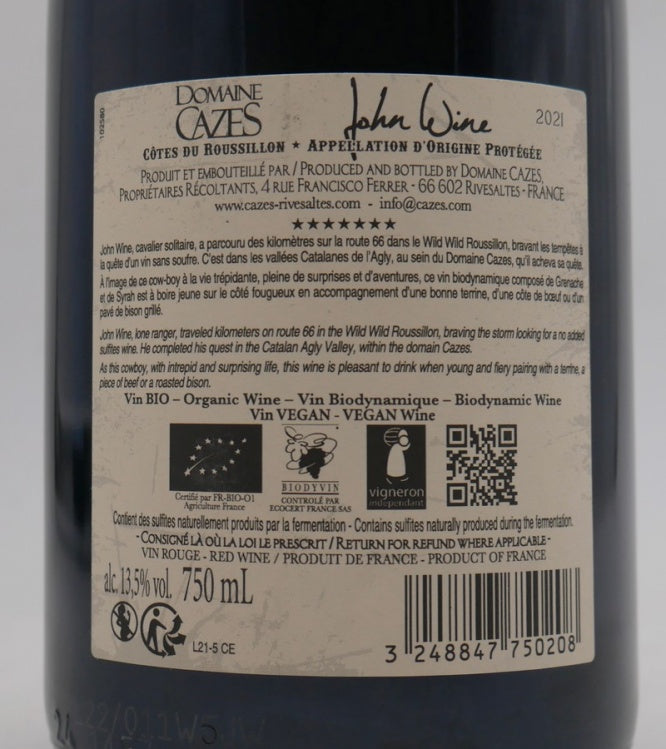 102580
DOMAINE
CAZES
John Wine
2021
CÔTES DU ROUSSILLON ★ APPELLATION D'ORIGINE PROTÉGÉE
PRODUIT ET EMBOUTEILLÉ PAR / PRODUCED AND BOTTLED BY DOMAINE CAZES,
PROPRIÉTAIRES RÉCOLTANTS, 4 RUE FRANCISCO FERRER - 66 602 RIVESALTES - FRANCE
www.cazes-rivesaltes.com - info@cazes.com
★★★★★★★
John Wine, cavalier solitaire, a parcouru des kilomètres sur la route 66 dans le Wild Wild Roussillon, bravant les tempêtes à
la quête d'un vin sans soufre. C'est dans les vallées Catalanes de l'Agly, au sein du Domaine Cazes, qu'il acheva sa quête.
À l'image de ce cow-boy à la vie trépidante, pleine de surprises et d'aventures, ce vin biodynamique composé de Grenache
et de Syrah est à boire jeune sur le côté fougueux en accompagnement d'une bonne terrine, d'une côte de bœuf ou d'un
pavé de bison grillé.
John Wine, lone ranger, traveled kilometers on route 66 in the Wild Wild Roussillon, braving the storm looking for a no added
sulfites wine. He completed his quest in the Catalan Agly Valley, within the domain Cazes.
As this cowboy, with intrepid and surprising life, this wine is pleasant to drink when young and fiery pairing with a terrine, a
piece of beef or a roasted bison.
Vin BIO – Organic Wine – Vin Biodynamique – Biodynamic Wine
Vin VEGAN - VEGAN Wine
Certifié par FR-BIO-01
Agriculture France
BIODYVIN
CONTROLÉ PAR
ECOCERT FRANCE SAS
vigneron
indépendant
Contient des sulfites naturellement produits par la fermentation - Contains sulfites naturally produced during the fermentation.
- CONSIGNÉ LÀ OÙ LA LOI LE PRESCRIT / RETURN FOR REFUND WHERE APPLICABLE -
VIN ROUGE - RED WINE / PRODUIT DE FRANCE - PRODUCT OF FRANCE
alc. 13,5% vol. 750 mL
L21-5 CE
3 248847 750208